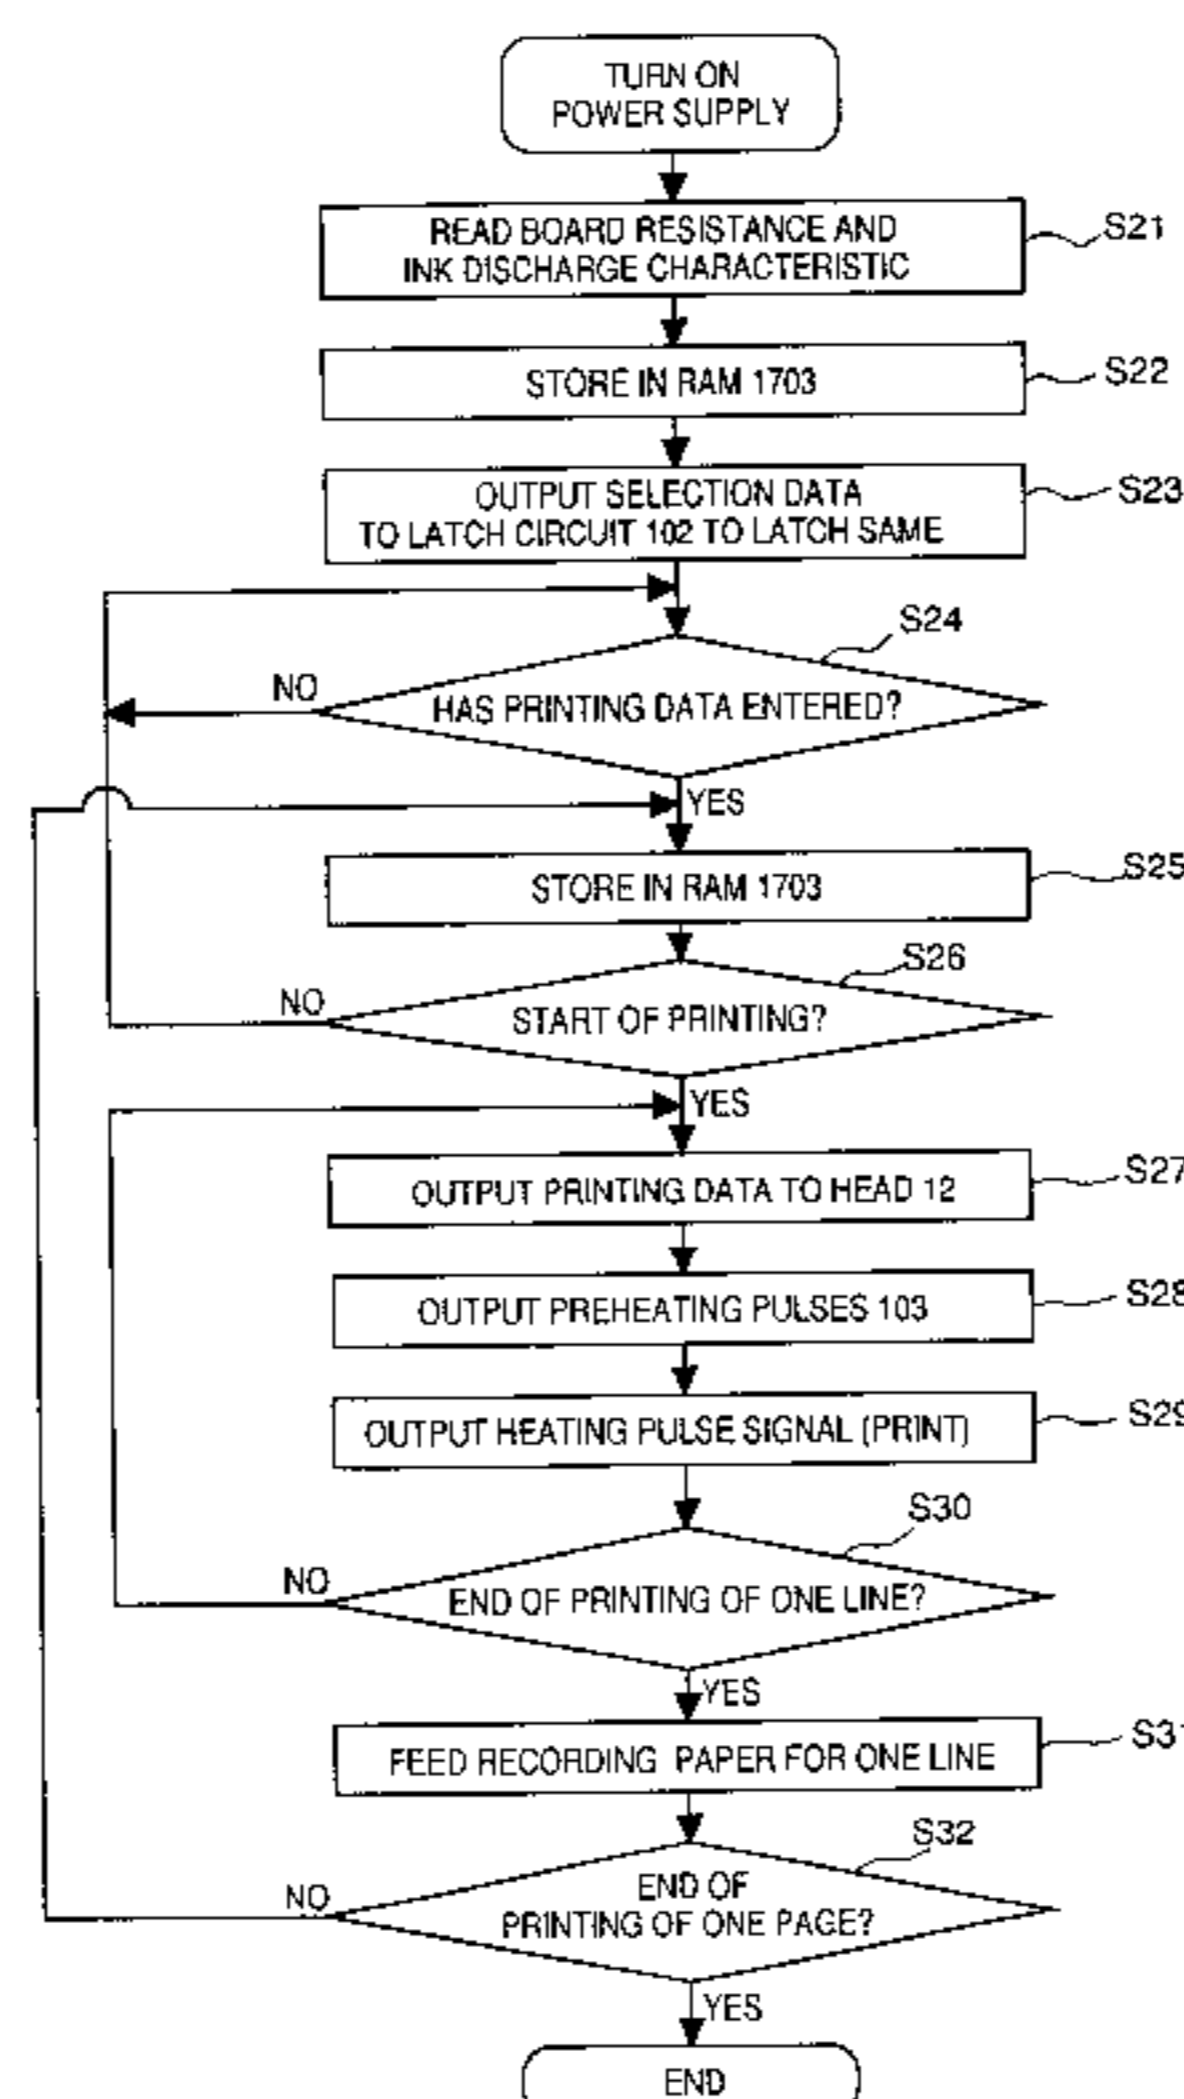 TURN ON
POWER SUPPLY
READ BOARD RESISTANCE AND
INK DISCHARGE CHARACTERISTIC
S21
STORE IN RAM 1703
S22
OUTPUT SELECTION DATA
TO LATCH CIRCUIT 102 TO LATCH SAME
S23
S24
NO
HAS PRINTING DATA ENTERED?
YES
STORE IN RAM 1703
S25
S26
NO
START OF PRINTING?
YES
OUTPUT PRINTING DATA TO HEAD 12
S27
OUTPUT PREHEATING PULSES 103
S28
OUTPUT HEATING PULSE SIGNAL (PRINT)
S29
S30
NO
END OF PRINTING OF ONE LINE?
YES
FEED RECORDING PAPER FOR ONE LINE
S31
S32
NO
END OF
PRINTING OF ONE PAGE?
YES
END